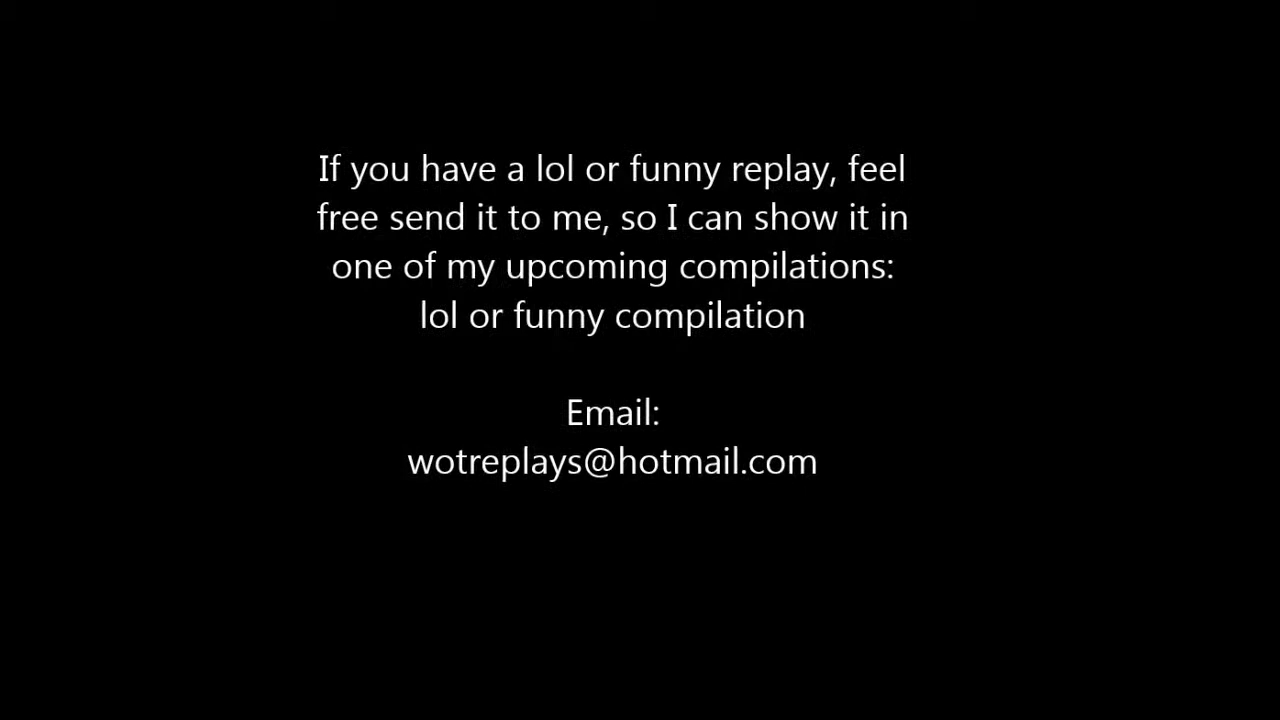 If you have a lol or funny replay, feel
free send it to me, so I can show it in
one of my upcoming compilations:
lol or funny compilation
Email:
wotreplays@hotmail.com